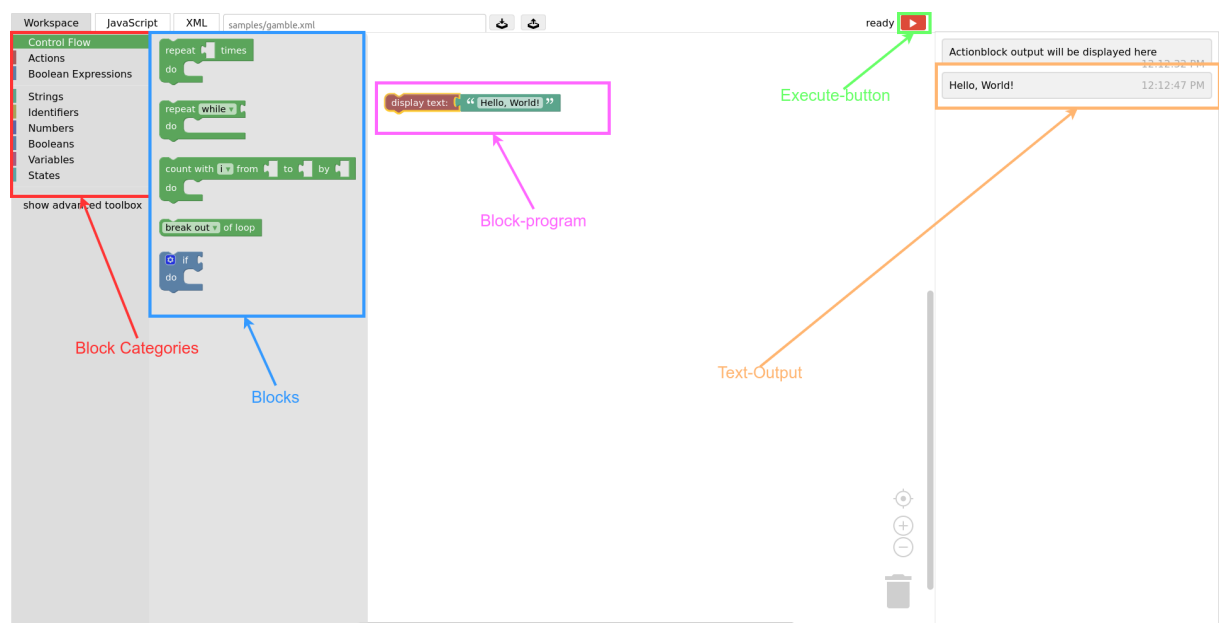 Workspace JavaScript XML samples/gamble.xml ready
Control Flow
Actions
Boolean Expressions
Strings
Identifiers
Numbers
Booleans
Variables
States
show advanced toolbox
Block Categories
repeat times
do
repeat while
do
count with i from to by
do
break out of loop
if
do
Blocks
display text: “ Hello, World! ”
Block-program
Execute-button
Actionblock output will be displayed here
12:12:32 PM
Hello, World! 12:12:47 PM
Text-Output